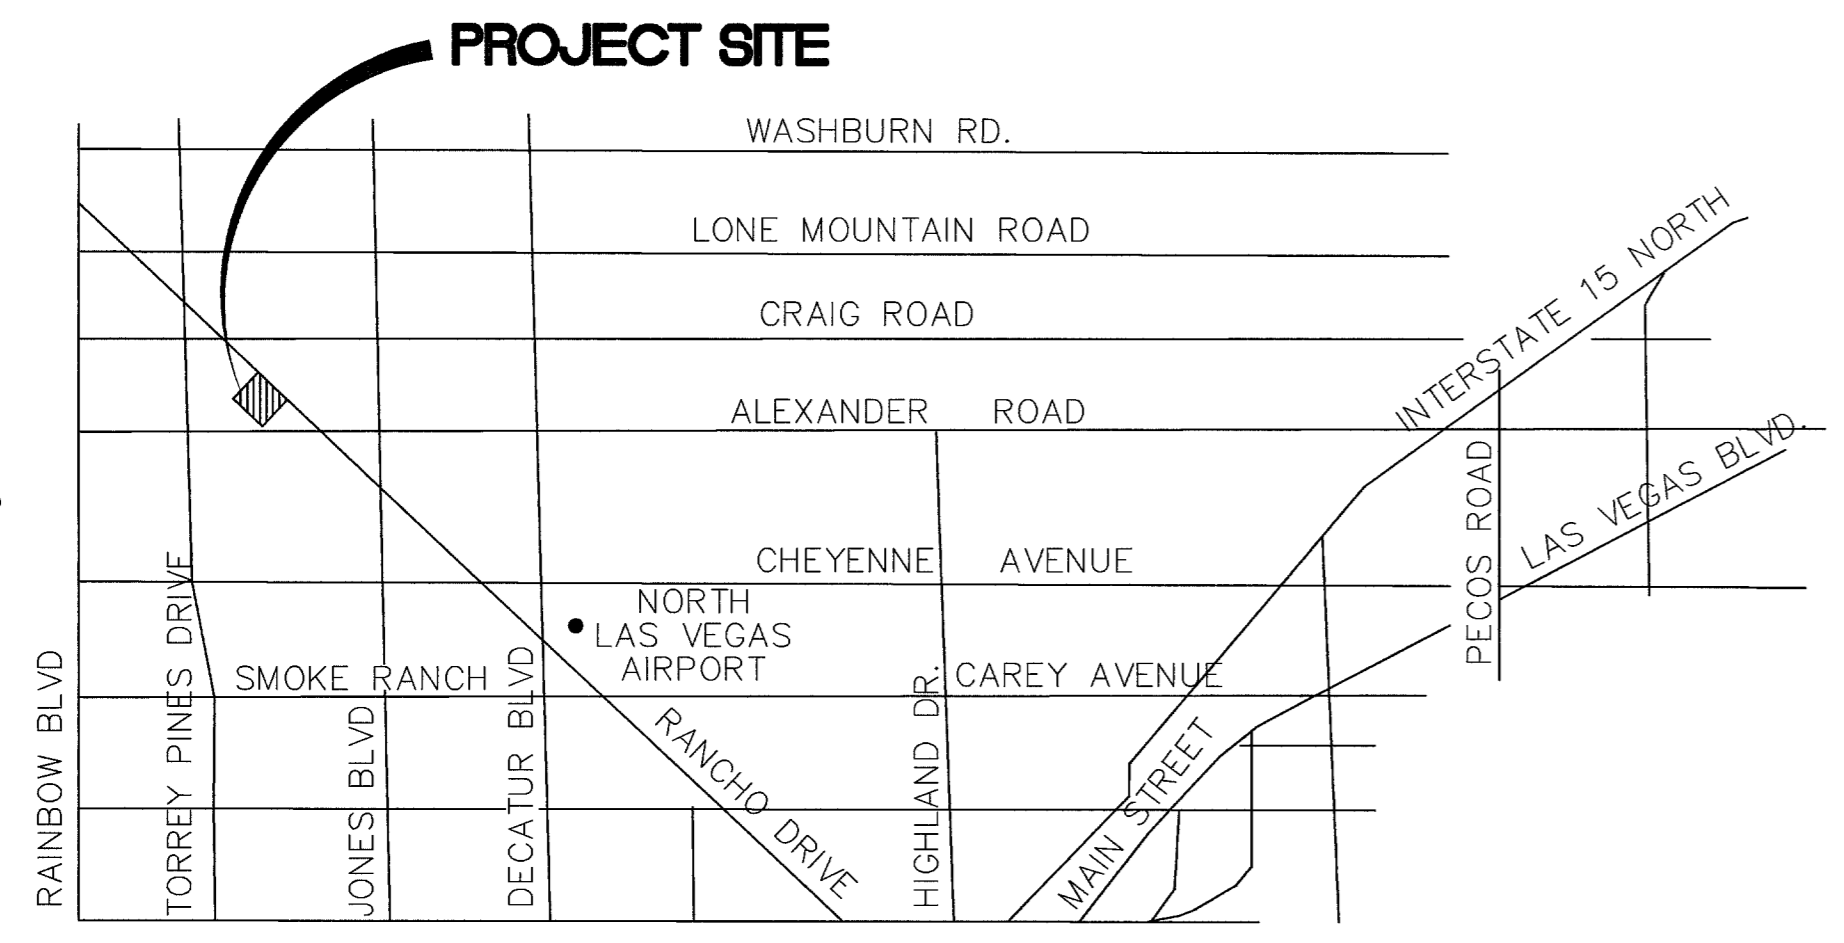 PROJECT SITE
WASHBURN RD.
LONE MOUNTAIN ROAD
CRAIG ROAD
ALEXANDER ROAD
INTERSTATE 15 NORTH
LAS VEGAS BLVD.
PECOS ROAD
CHEYENNE AVENUE
NORTH
LAS VEGAS
AIRPORT
SMOKE RANCH
CAREY AVENUE
RAINBOW BLVD
TORREY PINES DRIVE
JONES BLVD
DECATUR BLVD
RANCHO DRIVE
HIGHLAND DR.
MAIN STREET